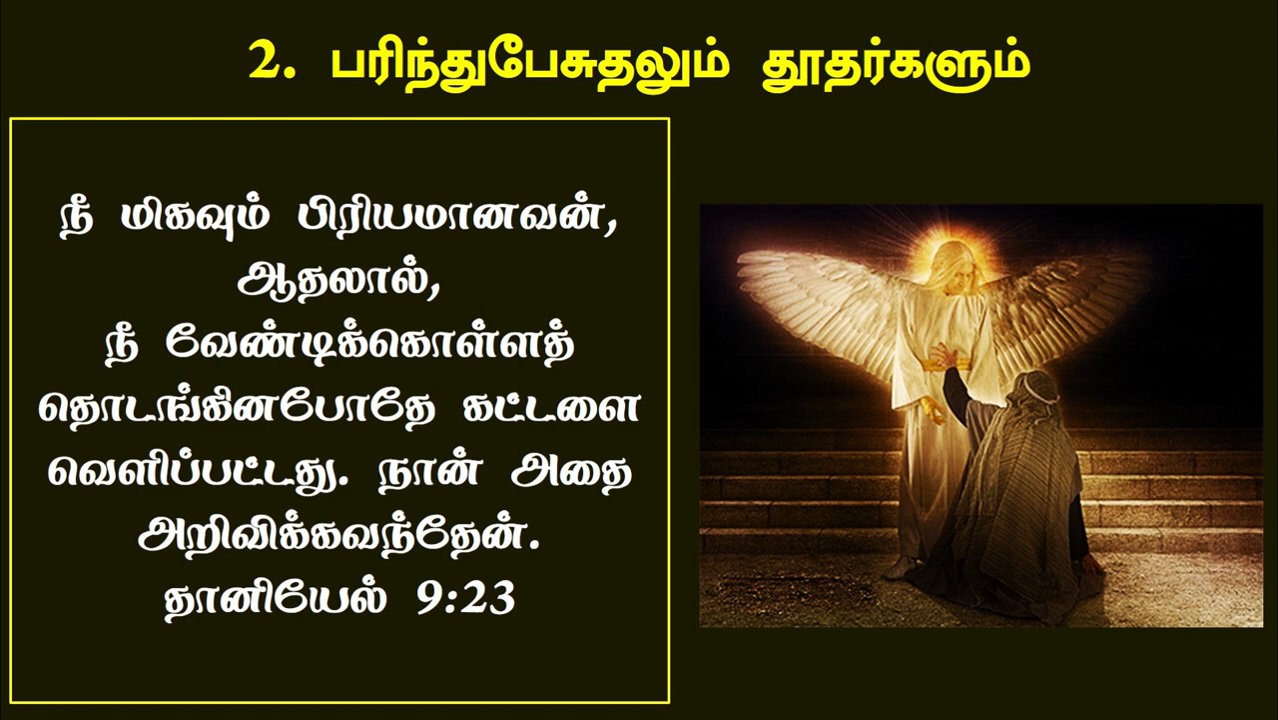 2. பரிந்துபேசுதலும் தூதர்களும்
நீ மிகவும் பிரியமானவன்,
ஆதலால்,
நீ வேண்டிக்கொள்ளத்
தொடங்கினபோதே கட்டளை
வெளிப்பட்டது. நான் அதை
அறிவிக்கவந்தேன்.
தானியேல் 9:23